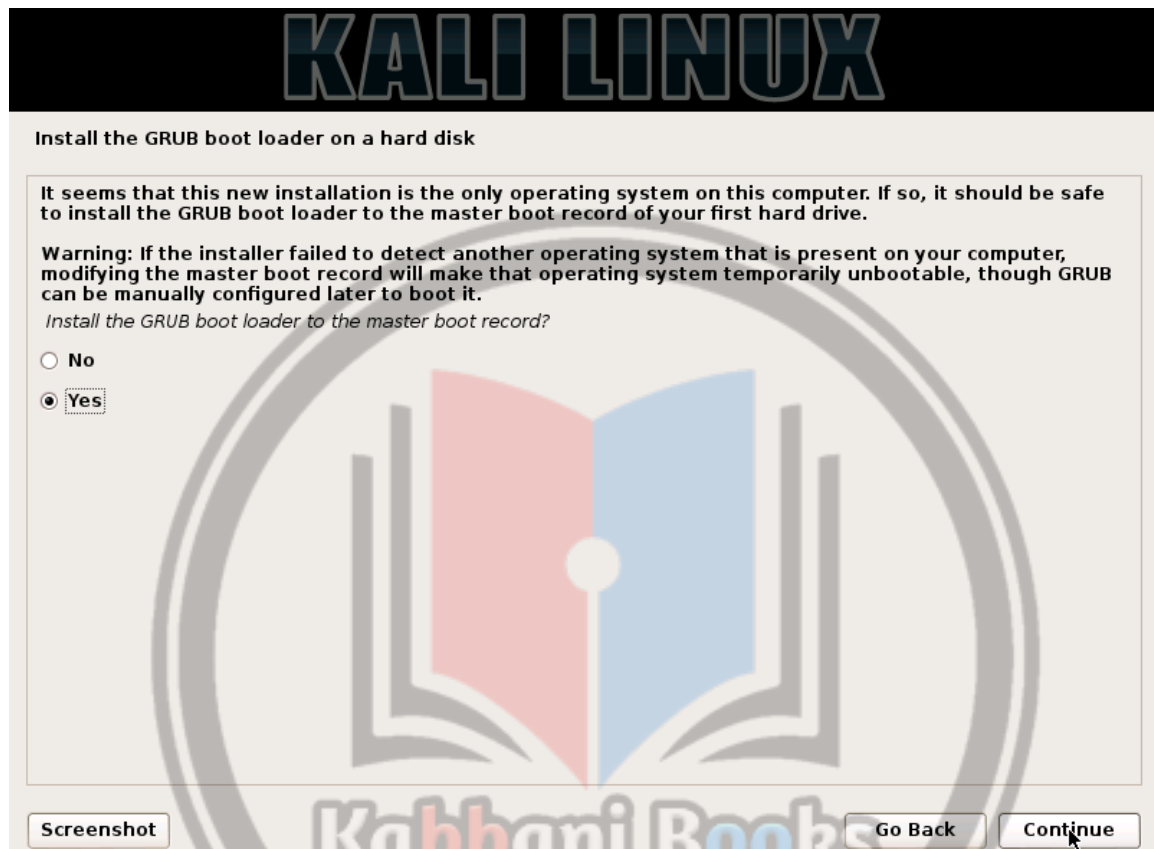 KALI LINUX
Install the GRUB boot loader on a hard disk
It seems that this new installation is the only operating system on this computer. If so, it should be safe
to install the GRUB boot loader to the master boot record of your first hard drive.
Warning: If the installer failed to detect another operating system that is present on your computer,
modifying the master boot record will make that operating system temporarily unbootable, though GRUB
can be manually configured later to boot it.
Install the GRUB boot loader to the master boot record?
No
Yes
Kabbani Books
Screenshot
Go Back
Continue